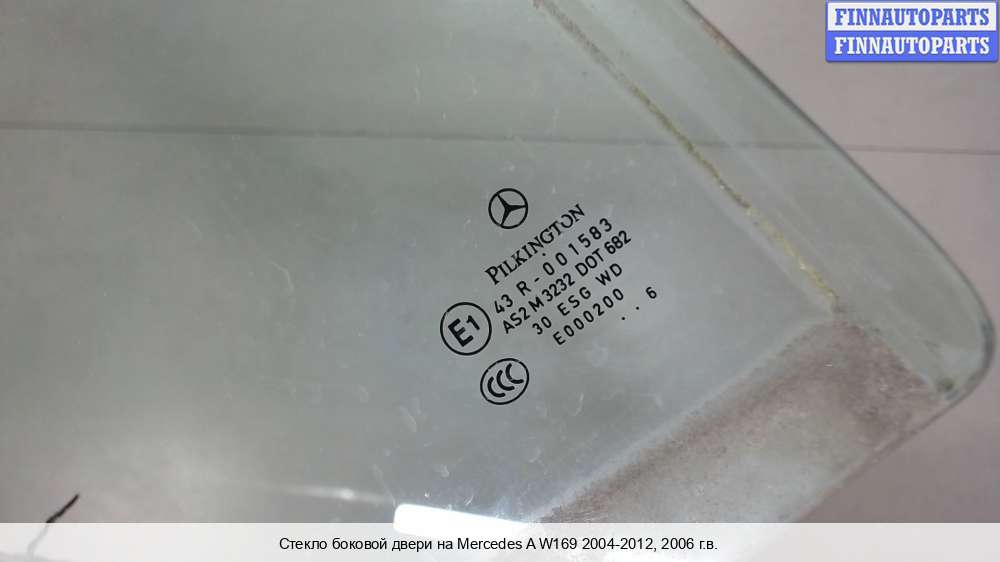 FINNAUTOPARTS
FINNAUTOPARTS
PILKINGTON
43 R - 001583
AS2 M3232 DOT 682
30 ESG WD
E000200
. . 6
E1
CCC
Стекло боковой двери на Mercedes A W169 2004-2012, 2006 г.в.